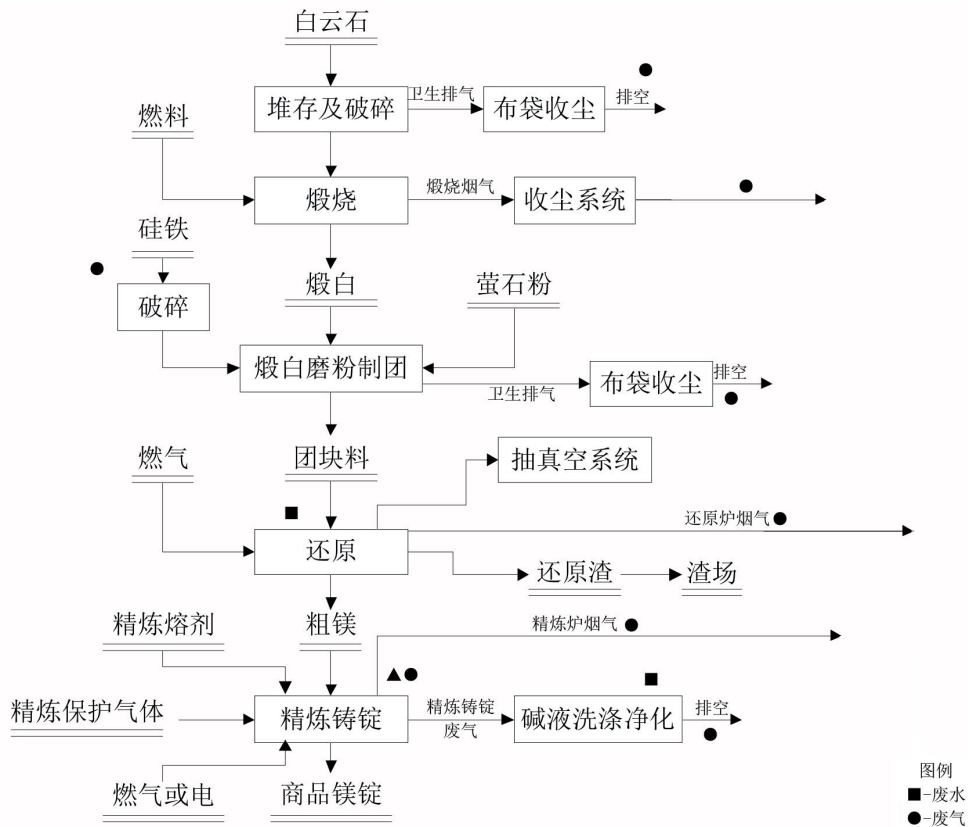 白云石
堆存及破碎
卫生排气
布袋收尘
排空
燃料
煅烧
煅烧烟气
收尘系统
硅铁
破碎
煅白
萤石粉
煅白磨粉制团
卫生排气
布袋收尘
排空
燃气
团块料
抽真空系统
还原
还原炉烟气
还原渣
渣场
精炼熔剂
粗镁
精炼炉烟气
精炼保护气体
精炼铸锭
精炼铸锭
废气
碱液洗涤净化
排空
燃气或电
商品镁锭
图例
■-废水
●-废气